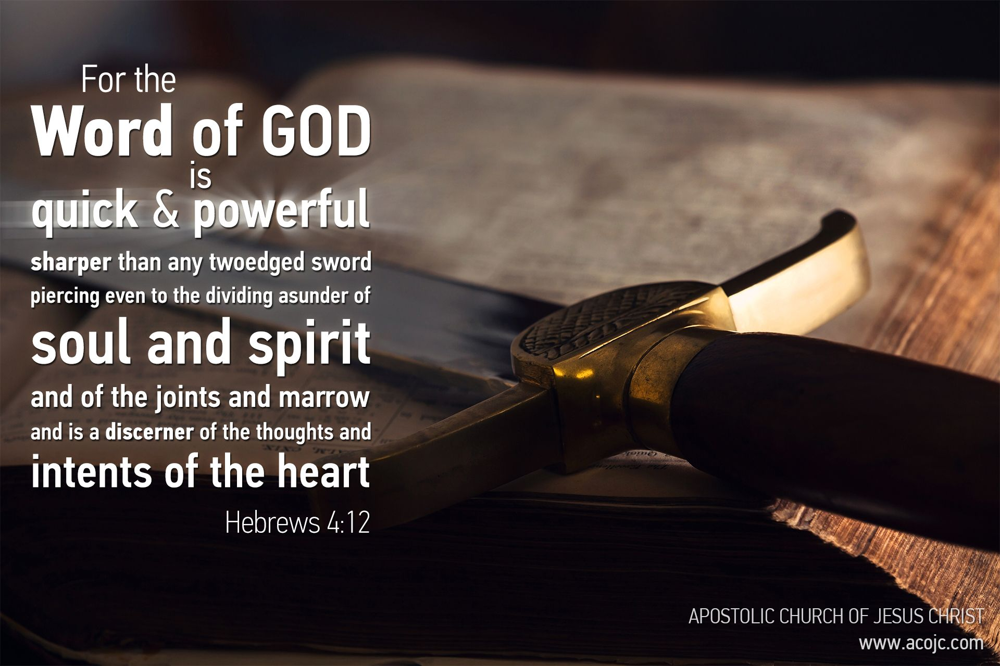 For the
Word of GOD
is
quick & powerful
sharper than any twoedged sword
piercing even to the dividing asunder of
soul and spirit
and of the joints and marrow
and is a discerner of the thoughts and
intents of the heart
Hebrews 4:12
APOSTOLIC CHURCH OF JESUS CHRIST
www.acojc.com